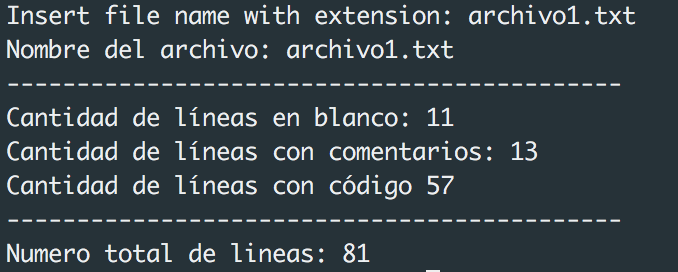 Insert file name with extension: archivo1.txt
Nombre del archivo: archivo1.txt
--------------------------------------------
Cantidad de líneas en blanco: 11
Cantidad de líneas con comentarios: 13
Cantidad de líneas con código 57
--------------------------------------------
Numero total de lineas: 81